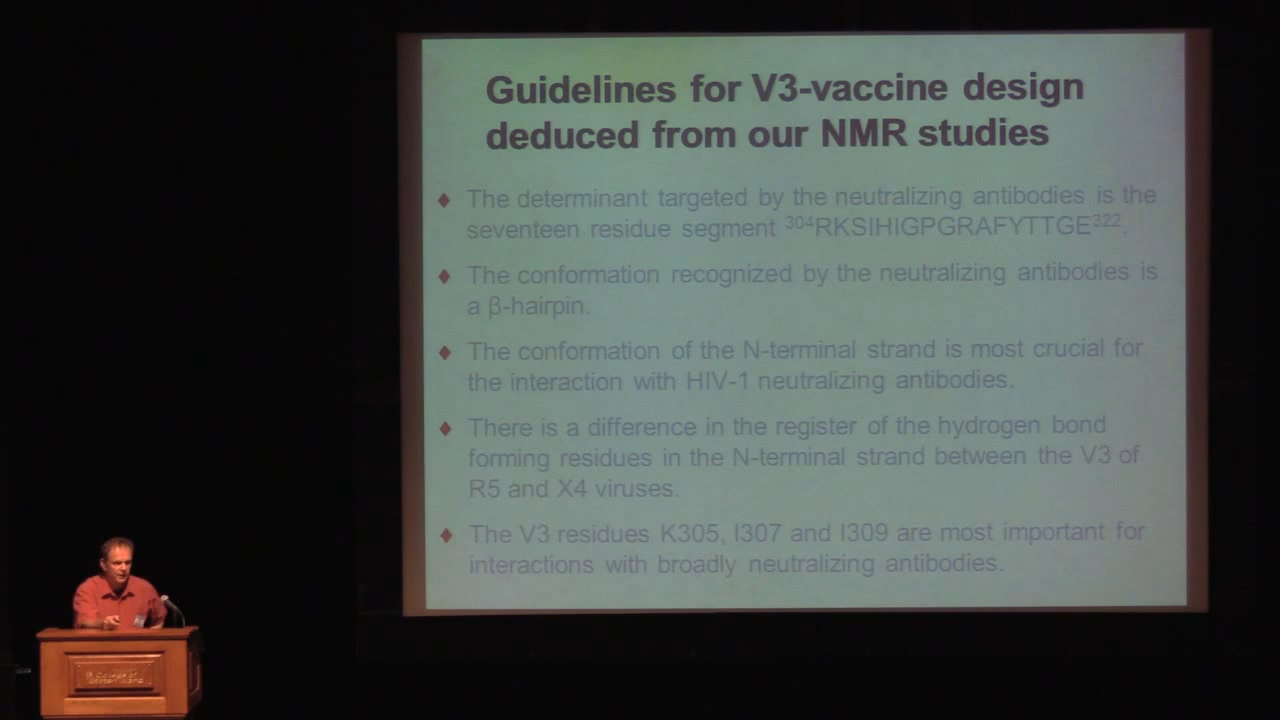 Guidelines for V3-vaccine design
deduced from our NMR studies
♦ The determinant targeted by the neutralizing antibodies is the
seventeen residue segment ³⁰⁴RKSIHIGPGRAFYTTGE³²².
♦ The conformation recognized by the neutralizing antibodies is
a β-hairpin.
♦ The conformation of the N-terminal strand is most crucial for
the interaction with HIV-1 neutralizing antibodies.
♦ There is a difference in the register of the hydrogen bond
forming residues in the N-terminal strand between the V3 of
R5 and X4 viruses.
♦ The V3 residues K305, I307 and I309 are most important for
interactions with broadly neutralizing antibodies.
College of
Staten Island